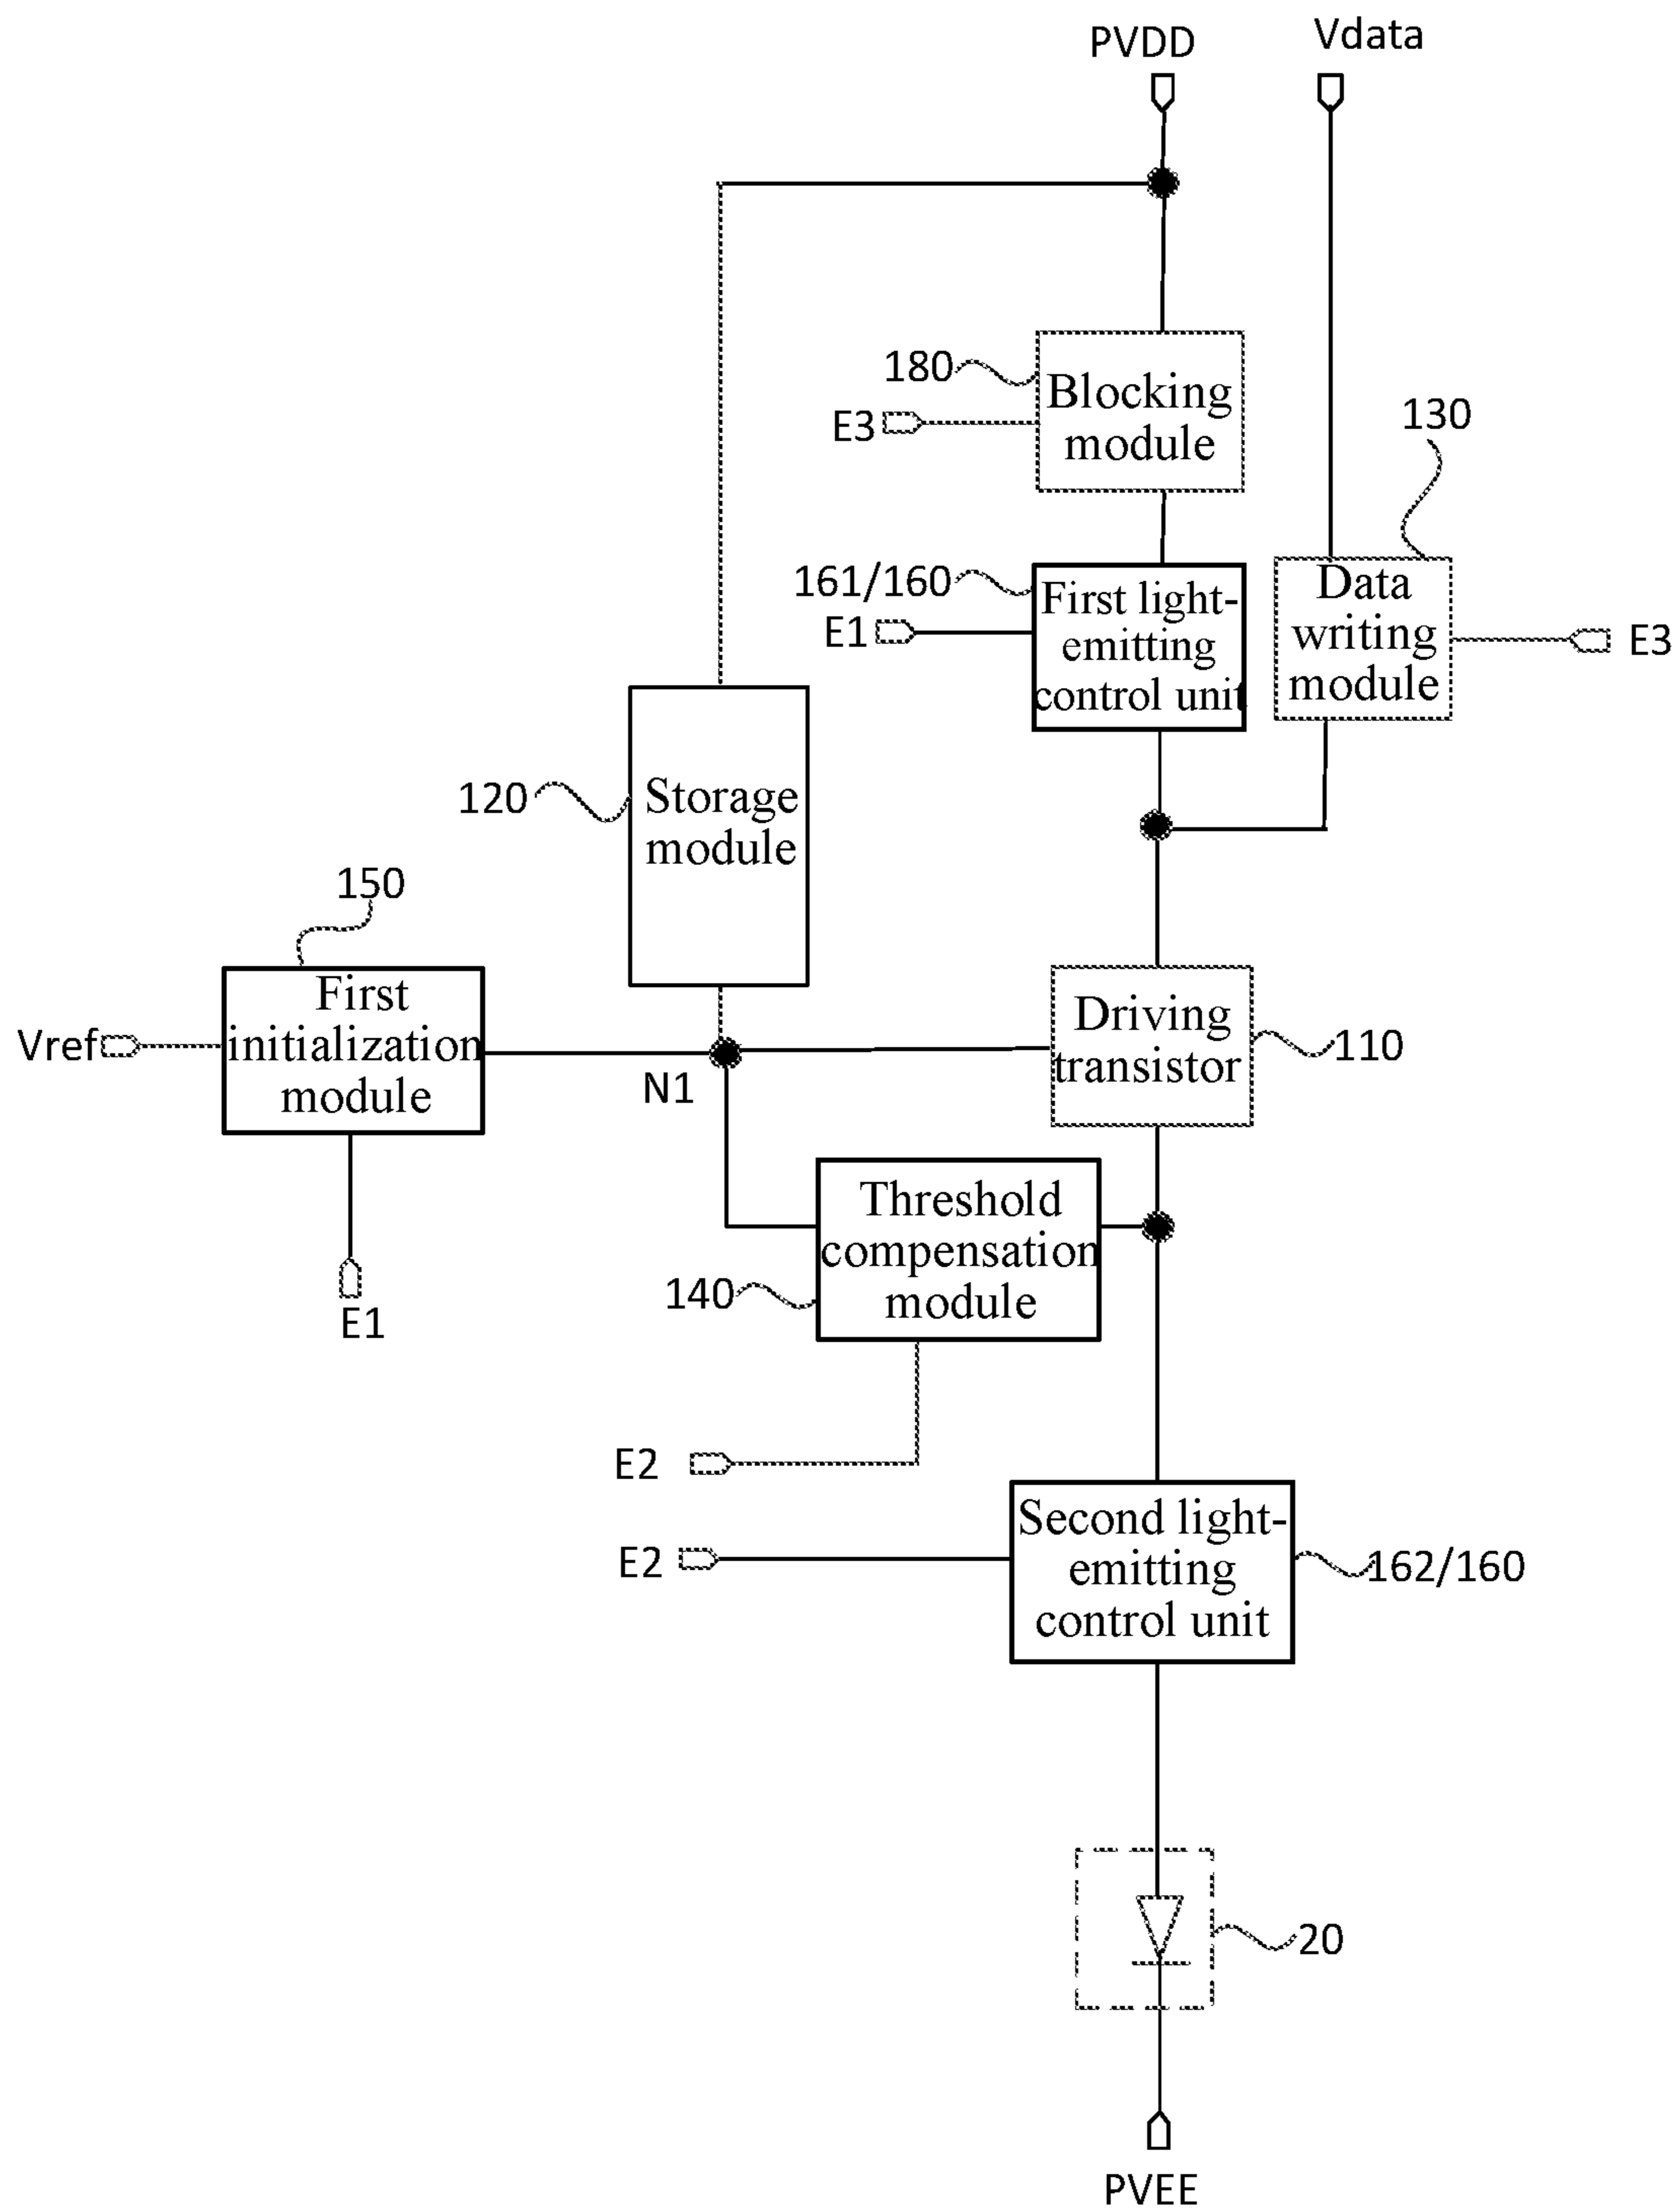 PVDD
Vdata
180
Blocking
module
E3
130
161/160
First light-
emitting
control unit
E1
Data
writing
module
E3
120
Storage
module
150
First
initialization
module
Vref
N1
Driving
transistor
110
E1
Threshold
compensation
module
140
E2
Second light-
emitting
control unit
E2
162/160
20
PVEE